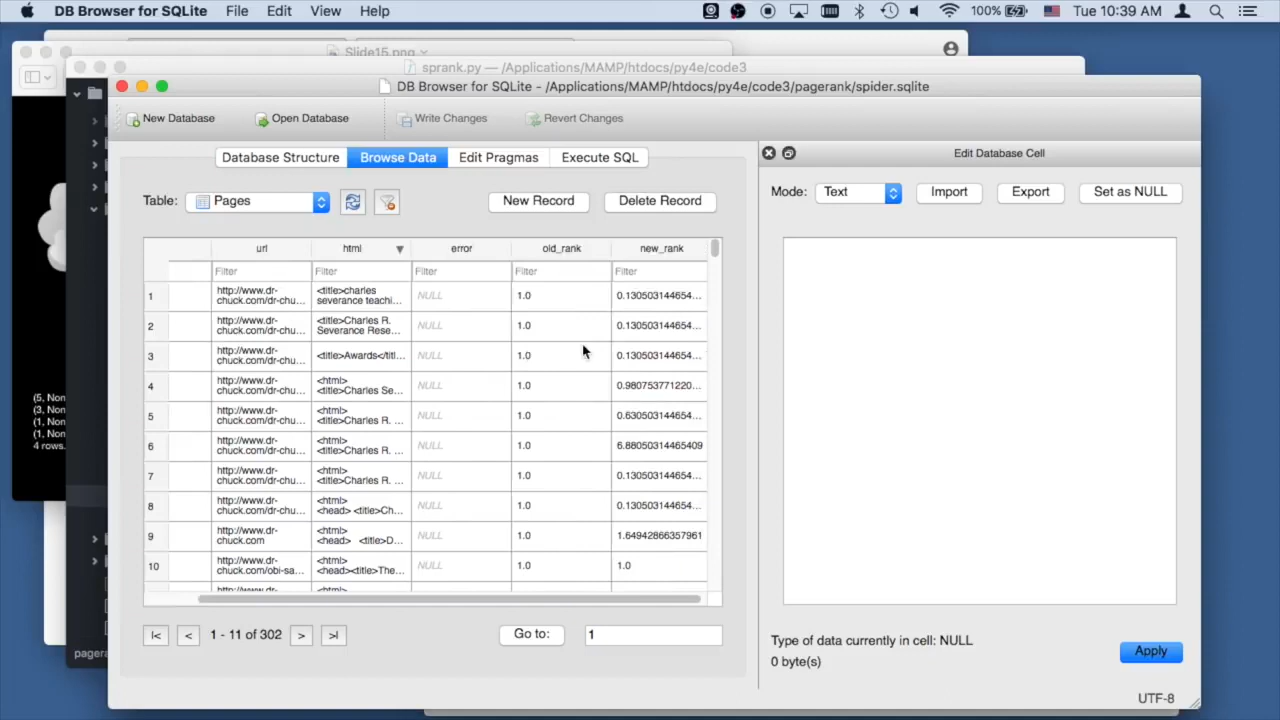 DB Browser for SQLite File Edit View Help 100% Tue 10:39 AM
Slide15.png
sprank.py — /Applications/MAMP/htdocs/py4e/code3
DB Browser for SQLite - /Applications/MAMP/htdocs/py4e/code3/pagerank/spider.sqlite
New Database Open Database Write Changes Revert Changes
Database Structure Browse Data Edit Pragmas Execute SQL
Table: Pages New Record Delete Record
url html error old_rank new_rank
Filter Filter Filter Filter Filter
1 http://www.dr-chuck.com/dr-chu... <title>charles severance teachi... NULL 1.0 0.130503144654...
2 http://www.dr-chuck.com/dr-chu... <title>Charles R. Severance Rese... NULL 1.0 0.130503144654...
3 http://www.dr-chuck.com/dr-chu... <title>Awards</titl... NULL 1.0 0.130503144654...
4 http://www.dr-chuck.com/dr-chu... <html> <title>Charles Se... NULL 1.0 0.980753771220...
5 http://www.dr-chuck.com/dr-chu... <html> <title>Charles R. ... NULL 1.0 0.630503144654...
6 http://www.dr-chuck.com/dr-chu... <html> <title>Charles R. ... NULL 1.0 6.88050314465409
7 http://www.dr-chuck.com/dr-chu... <html> <title>Charles R. ... NULL 1.0 0.130503144654...
8 http://www.dr-chuck.com/dr-chu... <html> <head> <title>Ch... NULL 1.0 0.130503144654...
9 http://www.dr-chuck.com <html> <head> <title>D... NULL 1.0 1.64942866357961
10 http://www.dr-chuck.com/obi-sa... <html> <head><title>The... NULL 1.0 1.0
|< < 1 - 11 of 302 > >| Go to: 1
Edit Database Cell
Mode: Text Import Export Set as NULL
Type of data currently in cell: NULL
0 byte(s)
Apply
UTF-8
(5, Non
(3, Non
(1, Non
(1, Non
4 rows.
pagera